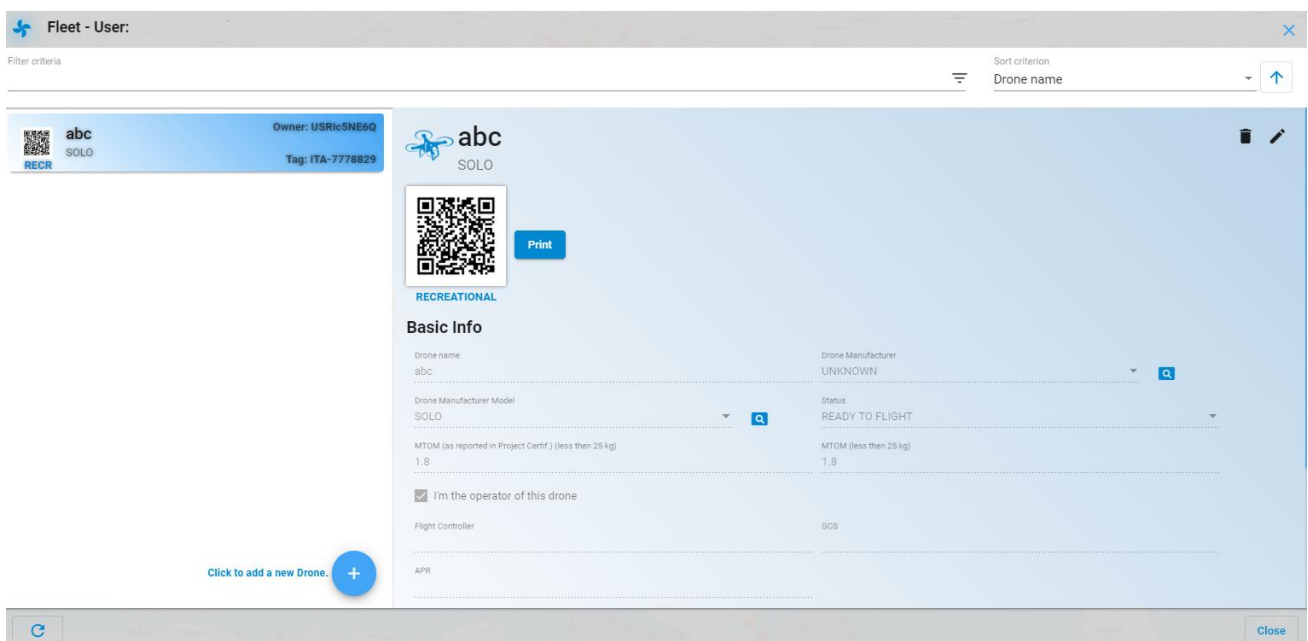 Fleet - User:
Filter criteria
Sort criterion
Drone name
abc
SOLO
RECR
Owner: USRIc5NE6Q
Tag: ITA-7778829
abc
SOLO
Print
RECREATIONAL
Basic Info
Drone name
abc
Drone Manufacturer
UNKNOWN
Drone Manufacturer Model
SOLO
Status
READY TO FLIGHT
MTOM (as reported in Project Certif.) (less then 25 kg)
1.8
MTOM (less then 25 kg)
1.8
I'm the operator of this drone
Flight Controller
GCS
APR
Click to add a new Drone.
Close